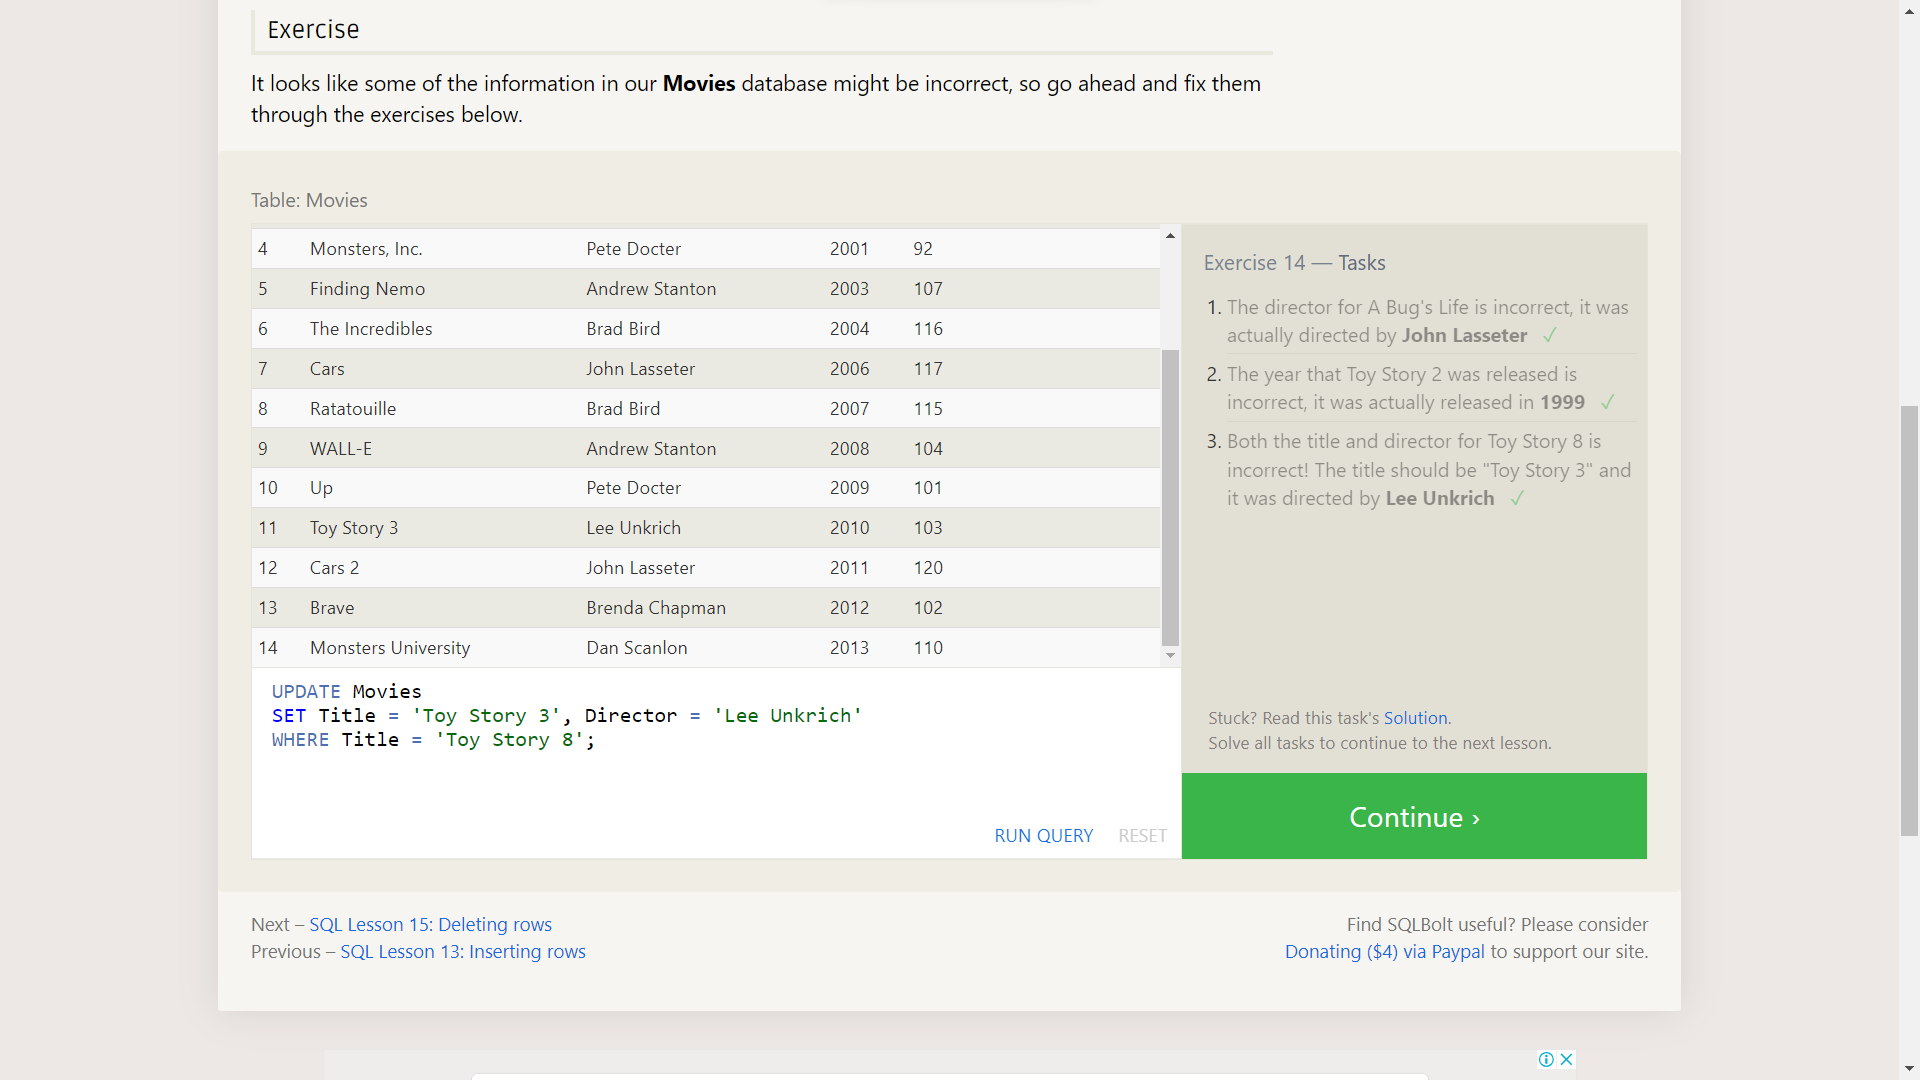 Exercise
It looks like some of the information in our Movies database might be incorrect, so go ahead and fix them
through the exercises below.
Table: Movies
4 Monsters, Inc. Pete Docter 2001 92
5 Finding Nemo Andrew Stanton 2003 107
6 The Incredibles Brad Bird 2004 116
7 Cars John Lasseter 2006 117
8 Ratatouille Brad Bird 2007 115
9 WALL-E Andrew Stanton 2008 104
10 Up Pete Docter 2009 101
11 Toy Story 3 Lee Unkrich 2010 103
12 Cars 2 John Lasseter 2011 120
13 Brave Brenda Chapman 2012 102
14 Monsters University Dan Scanlon 2013 110
UPDATE Movies
SET Title = 'Toy Story 3', Director = 'Lee Unkrich'
WHERE Title = 'Toy Story 8';
RUN QUERY RESET
Exercise 14 — Tasks
1. The director for A Bug's Life is incorrect, it was
actually directed by John Lasseter ✓
2. The year that Toy Story 2 was released is
incorrect, it was actually released in 1999 ✓
3. Both the title and director for Toy Story 8 is
incorrect! The title should be "Toy Story 3" and
it was directed by Lee Unkrich ✓
Stuck? Read this task's Solution.
Solve all tasks to continue to the next lesson.
Continue ›
Next – SQL Lesson 15: Deleting rows
Previous – SQL Lesson 13: Inserting rows
Find SQLBolt useful? Please consider
Donating ($4) via Paypal to support our site.